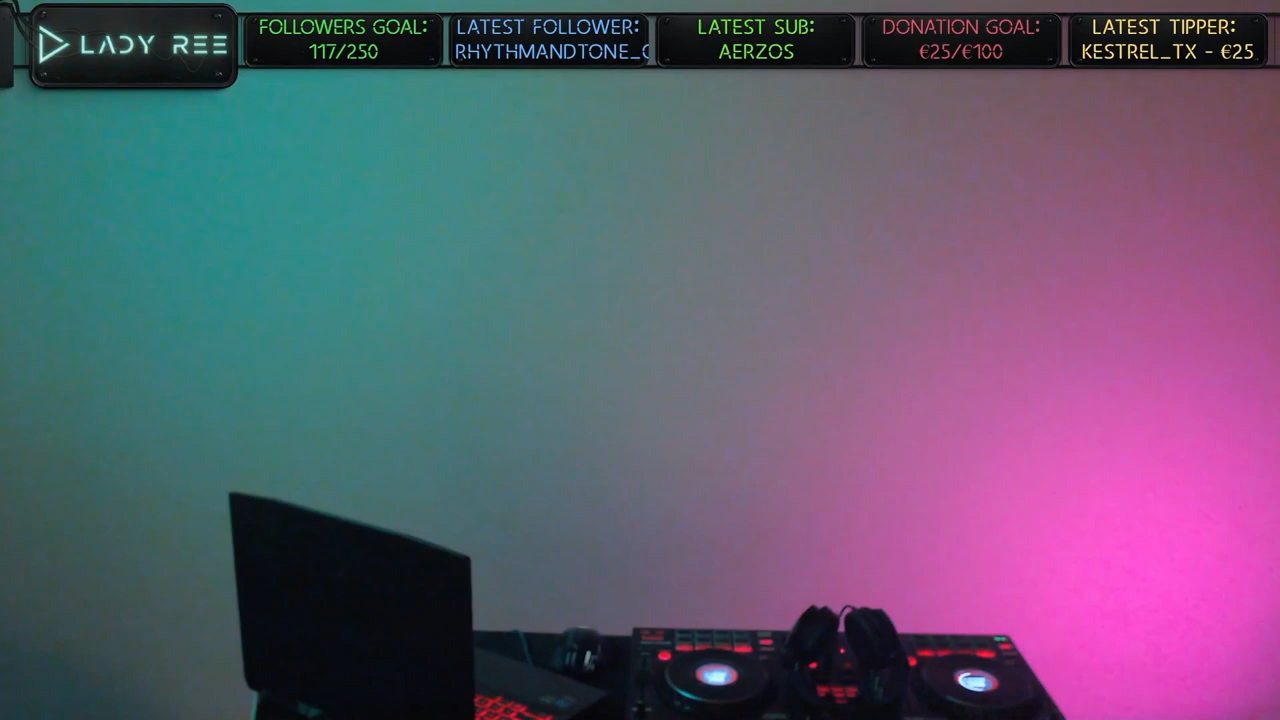 LADY REE
FOLLOWERS GOAL:
117/250
LATEST FOLLOWER:
RHYTHMANDTONE_
LATEST SUB:
AERZOS
DONATION GOAL:
€25/€100
LATEST TIPPER:
KESTREL_TX - €25